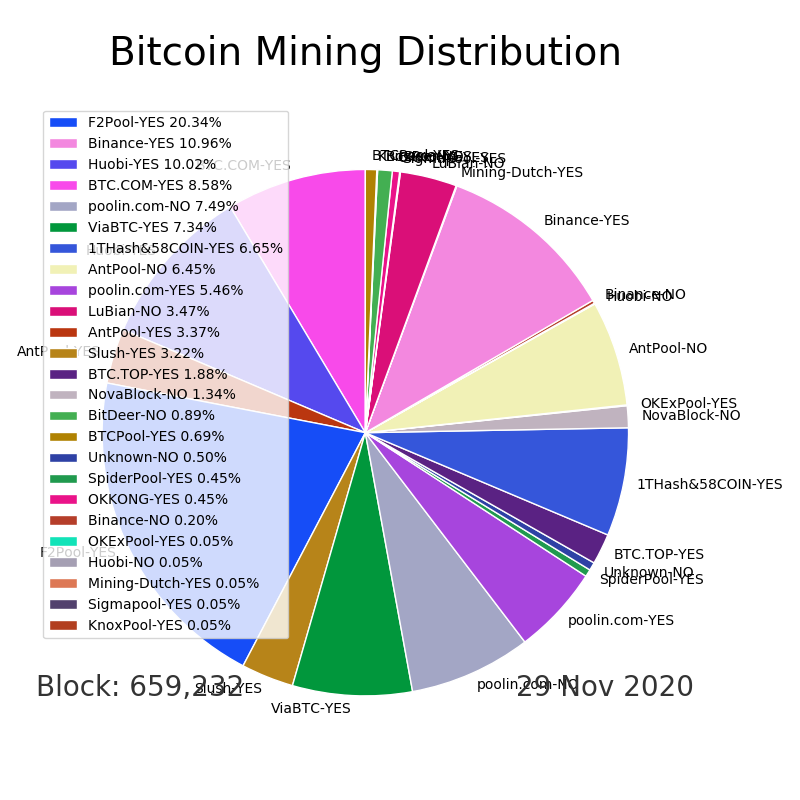 Bitcoin Mining Distribution
F2Pool-YES 20.34%
Binance-YES 10.96%
Huobi-YES 10.02%
BTC.COM-YES 8.58%
poolin.com-NO 7.49%
ViaBTC-YES 7.34%
1THash&58COIN-YES 6.65%
AntPool-NO 6.45%
poolin.com-YES 5.46%
LuBian-NO 3.47%
AntPool-YES 3.37%
Slush-YES 3.22%
BTC.TOP-YES 1.88%
NovaBlock-NO 1.34%
BitDeer-NO 0.89%
BTCPool-YES 0.69%
Unknown-NO 0.50%
SpiderPool-YES 0.45%
OKKONG-YES 0.45%
Binance-NO 0.20%
OKExPool-YES 0.05%
Huobi-NO 0.05%
Mining-Dutch-YES 0.05%
Sigmapool-YES 0.05%
KnoxPool-YES 0.05%
LuBian-NO
Mining-Dutch-YES
Binance-YES
Binance-NO
Huobi-NO
AntPool-NO
OKExPool-YES
NovaBlock-NO
1THash&58COIN-YES
BTC.TOP-YES
Unknown-NO
SpiderPool-YES
poolin.com-YES
poolin.com-NO
ViaBTC-YES
Slush-YES
F2Pool-YES
Block: 659,232
29 Nov 2020